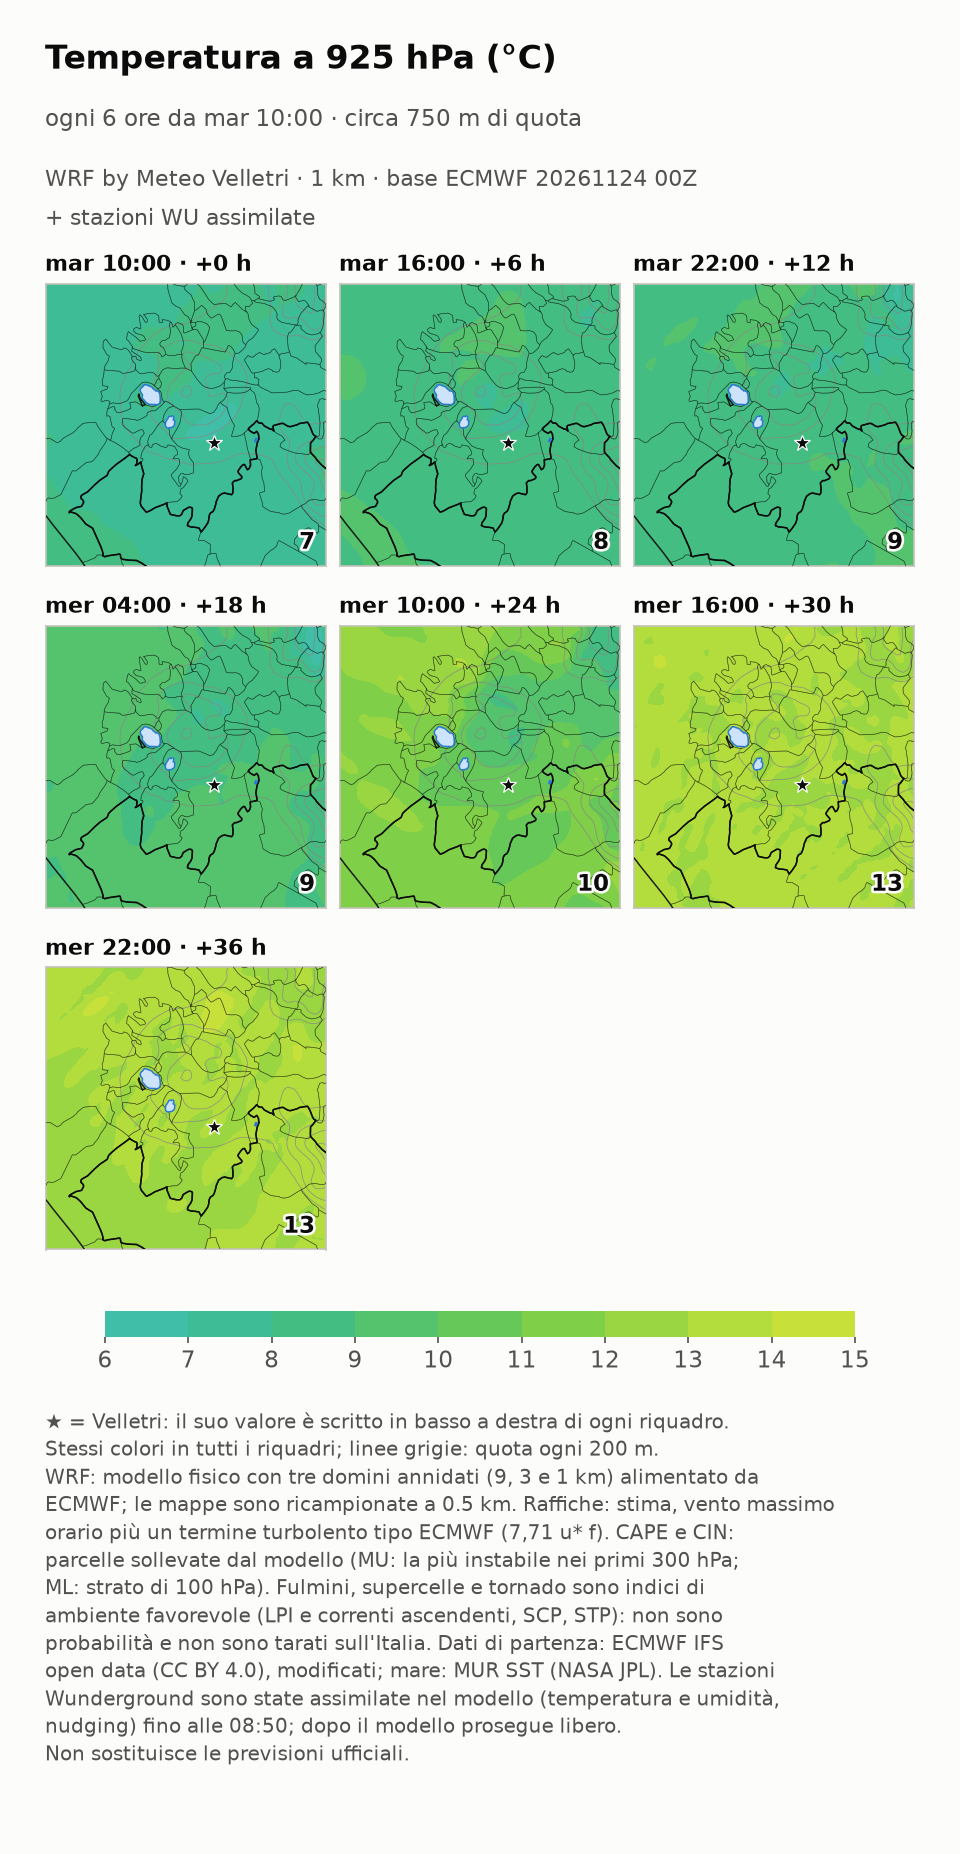 Temperatura a 925 hPa (°C)
ogni 6 ore da mar 10:00 · circa 750 m di quota
WRF by Meteo Velletri · 1 km · base ECMWF 20261124 00Z
+ stazioni WU assimilate
mar 10:00 · +0 h
mar 16:00 · +6 h
mar 22:00 · +12 h
7
8
9
mer 04:00 · +18 h
mer 10:00 · +24 h
mer 16:00 · +30 h
9
10
13
mer 22:00 · +36 h
13
6 7 8 9 10 11 12 13 14 15
★ = Velletri: il suo valore è scritto in basso a destra di ogni riquadro.
Stessi colori in tutti i riquadri; linee grigie: quota ogni 200 m.
WRF: modello fisico con tre domini annidati (9, 3 e 1 km) alimentato da
ECMWF; le mappe sono ricampionate a 0.5 km. Raffiche: stima, vento massimo
orario più un termine turbolento tipo ECMWF (7,71 u* f). CAPE e CIN:
parcelle sollevate dal modello (MU: la più instabile nei primi 300 hPa;
ML: strato di 100 hPa). Fulmini, supercelle e tornado sono indici di
ambiente favorevole (LPI e correnti ascendenti, SCP, STP): non sono
probabilità e non sono tarati sull'Italia. Dati di partenza: ECMWF IFS
open data (CC BY 4.0), modificati; mare: MUR SST (NASA JPL). Le stazioni
Wunderground sono state assimilate nel modello (temperatura e umidità,
nudging) fino alle 08:50; dopo il modello prosegue libero.
Non sostituisce le previsioni ufficiali.